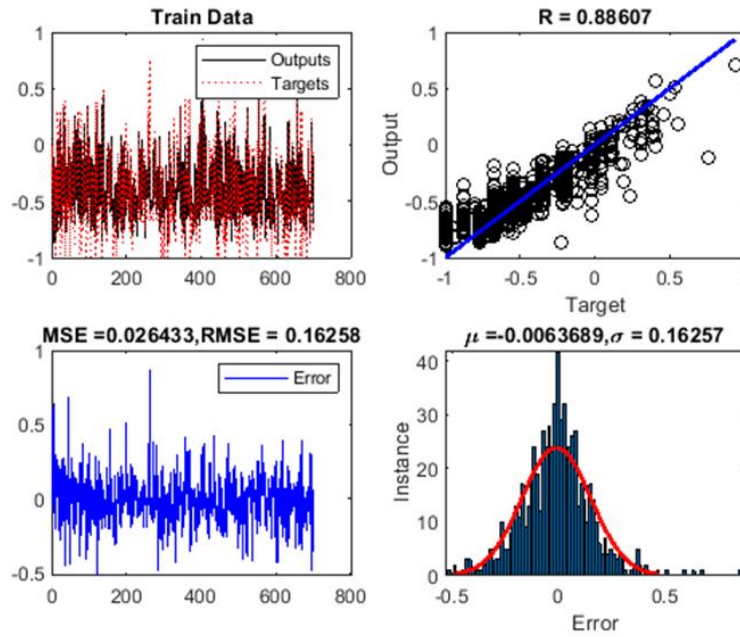 Train Data
1
0.5
0
-0.5
-1
0 200 400 600 800
Outputs
Targets
R = 0.88607
1
0.5
0
-0.5
-1
Output
-1 -0.5 0 0.5
Target
MSE =0.026433,RMSE = 0.16258
1
0.5
0
-0.5
0 200 400 600 800
Error
μ =-0.0063689,σ = 0.16257
40
30
20
10
0
Instance
-0.5 0 0.5
Error